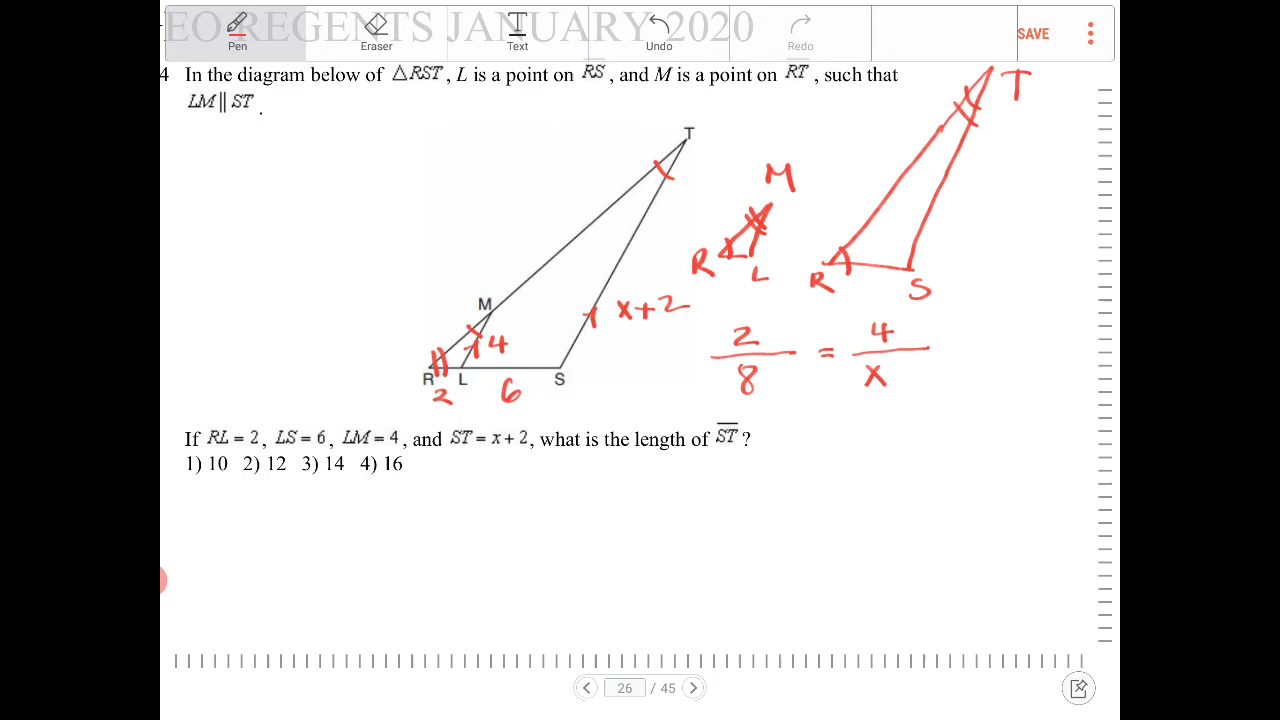 EO REGENTS JANUARY 2020
Pen
Eraser
Text
Undo
Redo
SAVE
4 In the diagram below of △RST, L is a point on RS, and M is a point on RT, such that
LM || ST.
T
T
M
M
R
L
R
S
x+2
4
R
L
S
2
6
2/8 = 4/x
If RL = 2, LS = 6, LM = 4, and ST = x + 2, what is the length of ST?
1) 10 2) 12 3) 14 4) 16
26 / 45